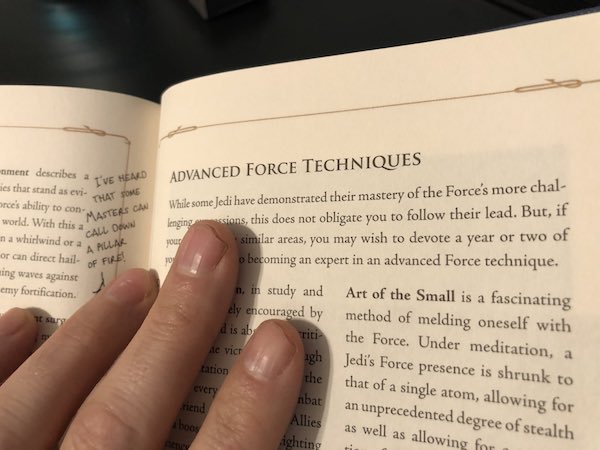 nment describes a
ies that stand as evi-
orce's ability to con-
world. With this a
n a whirlwind or a
or can direct hail-
ing waves against
emy fortification.
I'VE HEARD
THAT SOME
MASTERS CAN
CALL DOWN
A PILLAR
OF FIRE!
ADVANCED FORCE TECHNIQUES
While some Jedi have demonstrated their mastery of the Force's more chal-
lenging, this does not obligate you to follow their lead. But, if
similar areas, you may wish to devote a year or two of
becoming an expert in an advanced Force technique.
in study and
ely encouraged by
the
Allies
ghting
Art of the Small is a fascinating
method of melding oneself with
the Force. Under meditation, a
Jedi's Force presence is shrunk to
that of a single atom, allowing for
an unprecedented degree of stealth
as well as allowing for